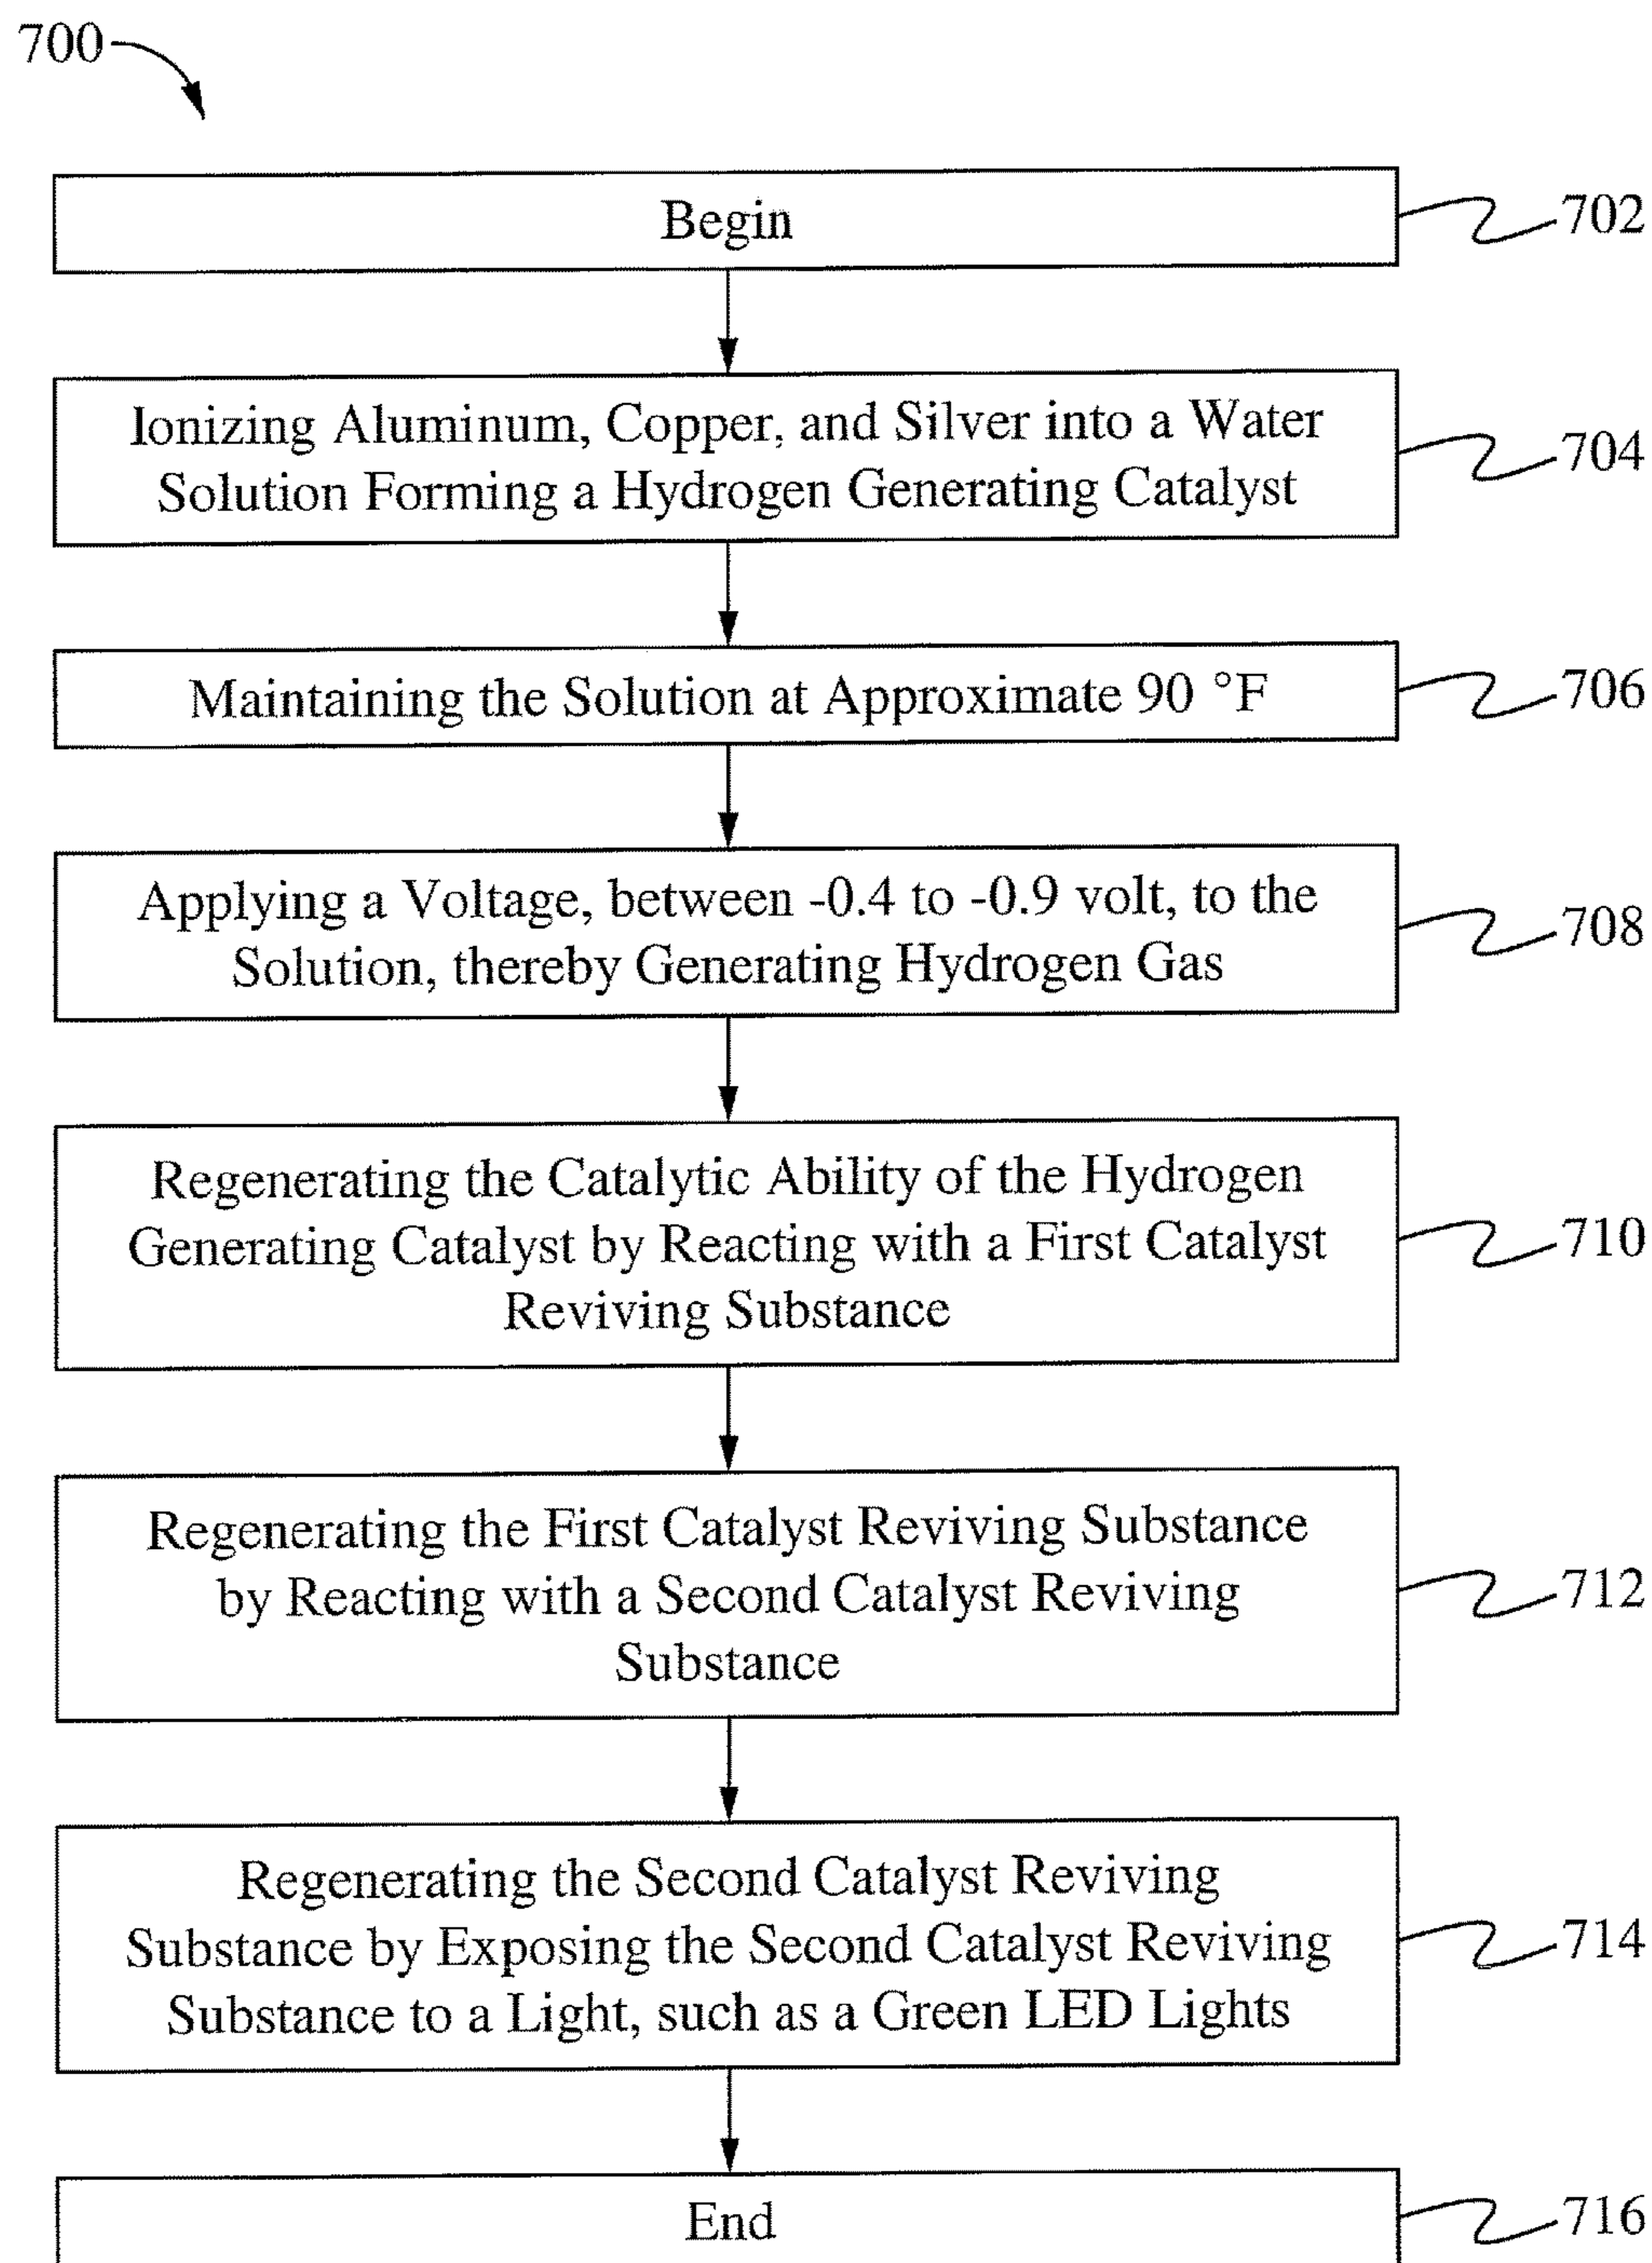 700
Begin
702
Ionizing Aluminum, Copper, and Silver into a Water
Solution Forming a Hydrogen Generating Catalyst
704
Maintaining the Solution at Approximate 90 °F
706
Applying a Voltage, between -0.4 to -0.9 volt, to the
Solution, thereby Generating Hydrogen Gas
708
Regenerating the Catalytic Ability of the Hydrogen
Generating Catalyst by Reacting with a First Catalyst
Reviving Substance
710
Regenerating the First Catalyst Reviving Substance
by Reacting with a Second Catalyst Reviving
Substance
712
Regenerating the Second Catalyst Reviving
Substance by Exposing the Second Catalyst Reviving
Substance to a Light, such as a Green LED Lights
714
End
716